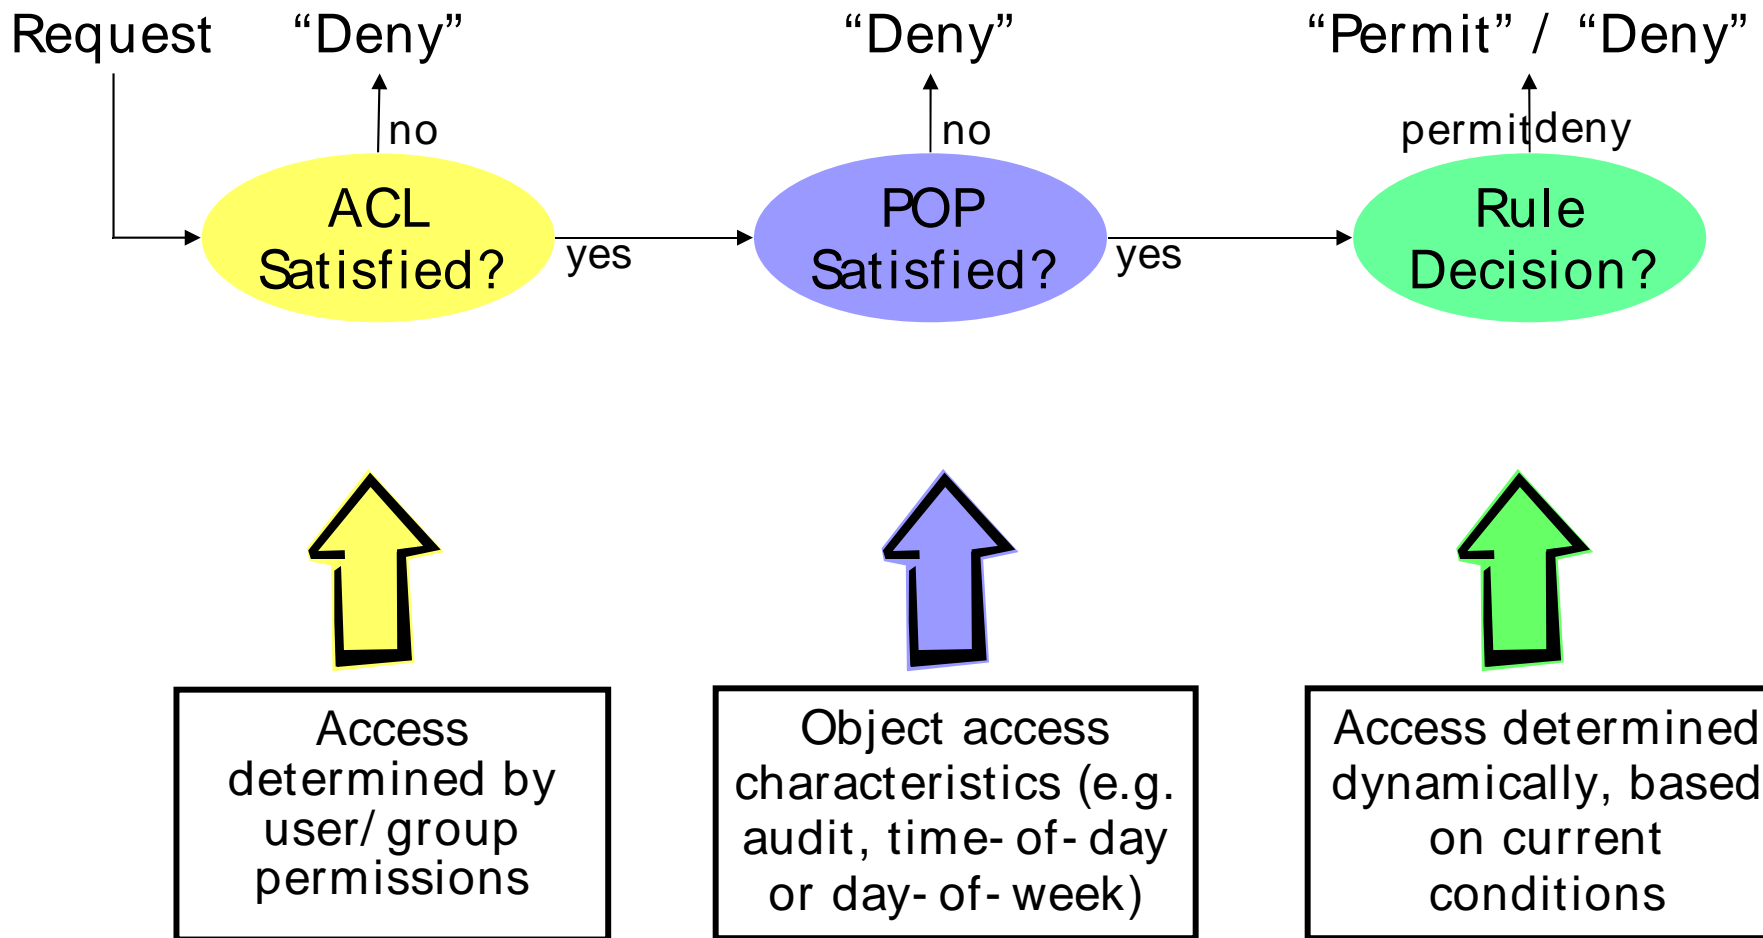 Request
“Deny”
“Deny”
“Permit” / “Deny”
no
no
permit
deny
ACL
Satisfied?
yes
POP
Satisfied?
yes
Rule
Decision?
Access
determined by
user/group
permissions
Object access
characteristics (e.g.
audit, time-of-day
or day-of-week)
Access determined
dynamically, based
on current
conditions